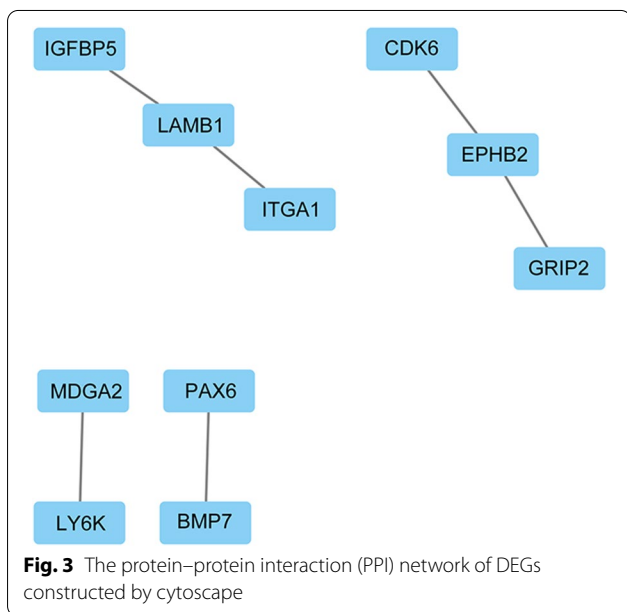 IGFBP5
CDK6
LAMB1
EPHB2
ITGA1
GRIP2
MDGA2
PAX6
LY6K
BMP7
Fig. 3 The protein–protein interaction (PPI) network of DEGs
constructed by cytoscape